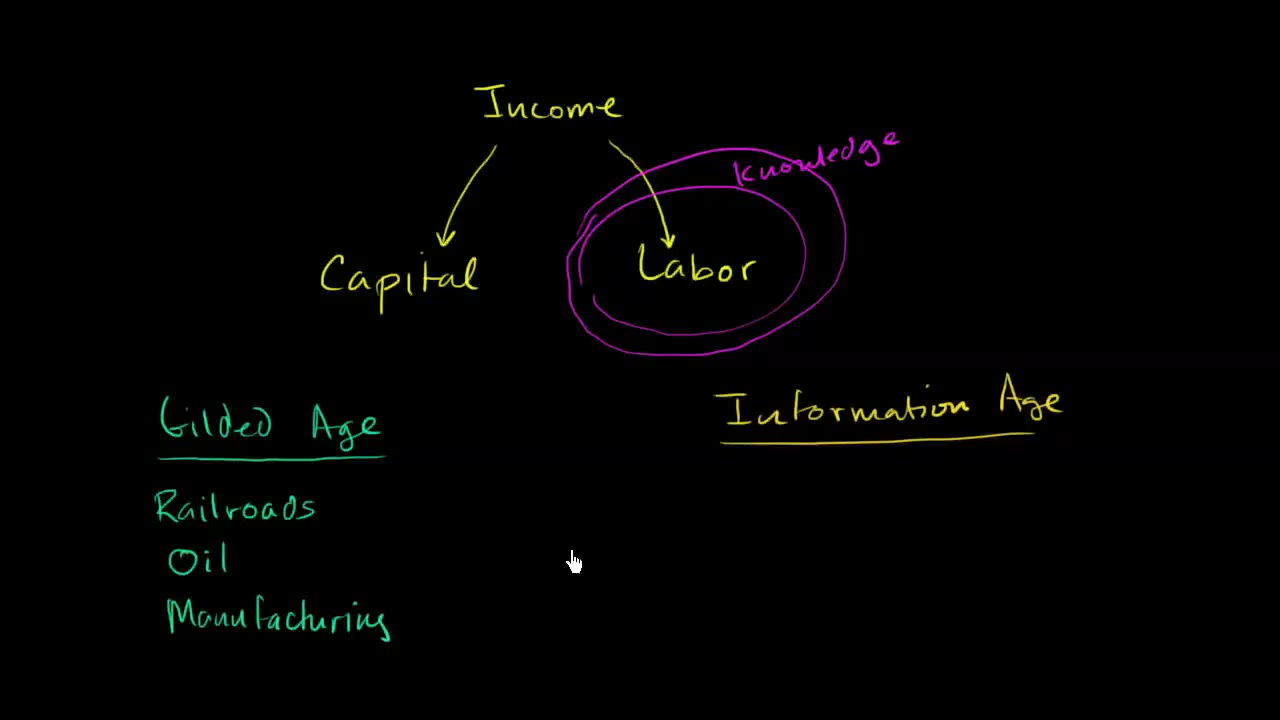 Income
Knowledge
Capital
Labor
Gilded Age
Railroads
Oil
Manufacturing
Information Age